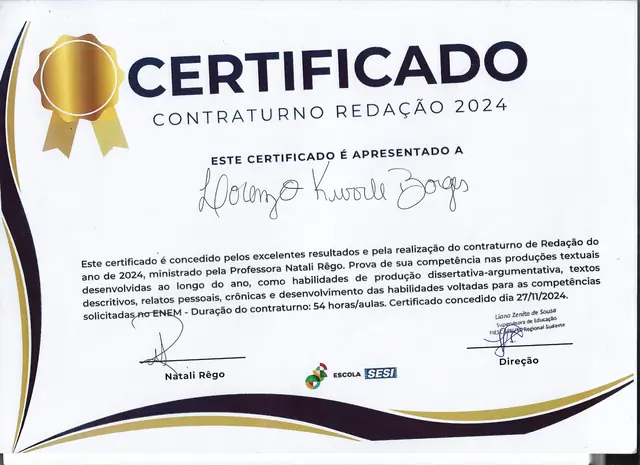 CERTIFICADO
CONTRATURNO REDAÇÃO 2024
ESTE CERTIFICADO É APRESENTADO A
Lorenzo Borges
Este certificado é concedido pelos excelentes resultados e pela realização do contraturno de Redação do
ano de 2024, ministrado pela Professora Natali Rêgo. Prova de sua competência nas produções textuais
desenvolvidas ao longo do ano, como habilidades de produção dissertativa-argumentativa, textos
descritivos, relatos pessoais, crônicas e desenvolvimento das habilidades voltadas para as competências
solicitadas no ENEM - Duração do contraturno: 54 horas/aulas. Certificado concedido dia 27/11/2024.
Liano Zenito de Sousa
Supervisora de Educação
Regional Sudeste
Natali Rêgo
ESCOLA SESI
Direção